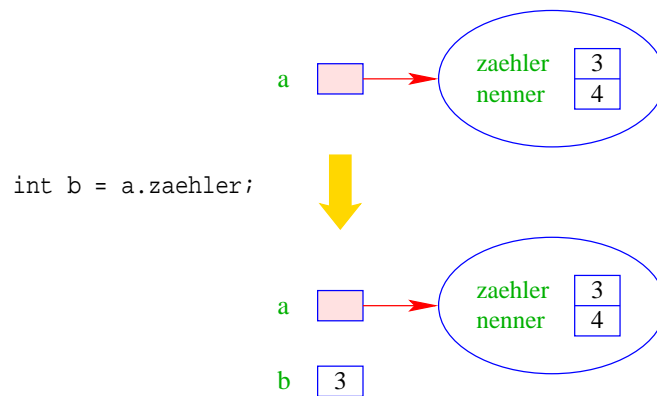 zaehler 3
a
nenner 4
int b = a.zaehler;
zaehler 3
a
nenner 4
b 3